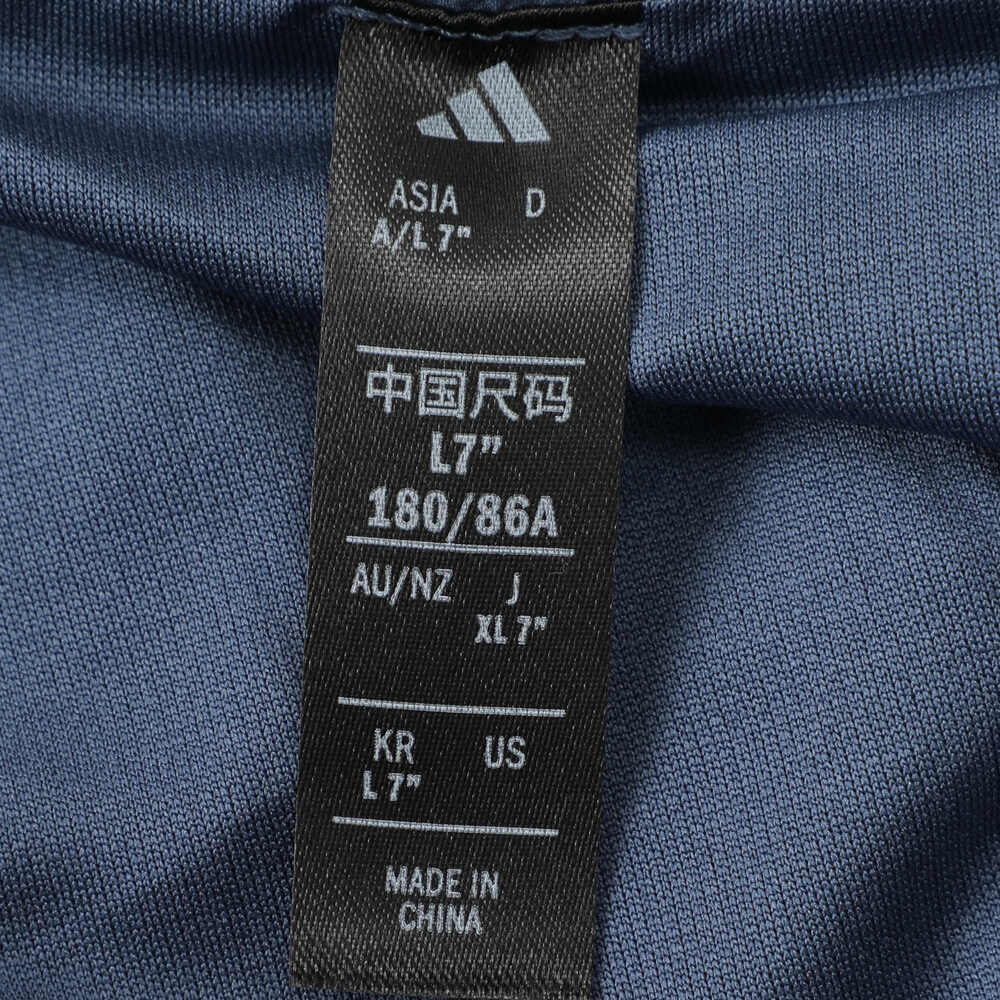 ASIA D
A/L 7"
中国尺码
L7”
180/86A
AU/NZ J
XL 7"
KR US
L 7"
MADE IN
CHINA